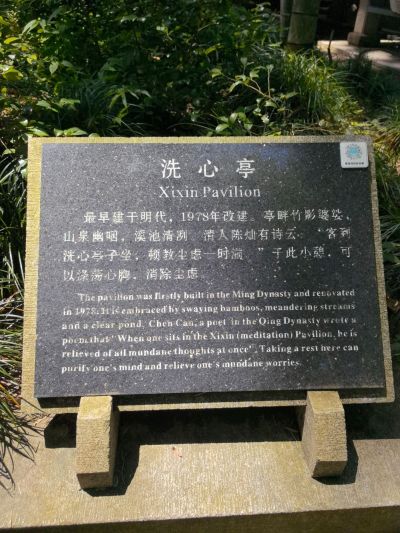 洗心亭
Xixin Pavilion
最早建于明代，1978年改建。亭畔竹影婆娑，
山泉幽咽，溪池清冽。清人陈灿有诗云：“客到
洗心亭子坐，顿教尘虑一时湔。”于此小憩，可
以涤荡心脾，消除尘虑。
The pavilion was firstly built in the Ming Dynasty and renovated
in 1978. It is embraced by swaying bamboos, meandering streams
and a clear pond. Chen Can, a poet in the Qing Dynasty wrote a
poem that "When one sits in the Xixin (meditation) Pavilion, he is
relieved of all mundane thoughts at once". Taking a rest here can
purify one's mind and relieve one's mundane worries.